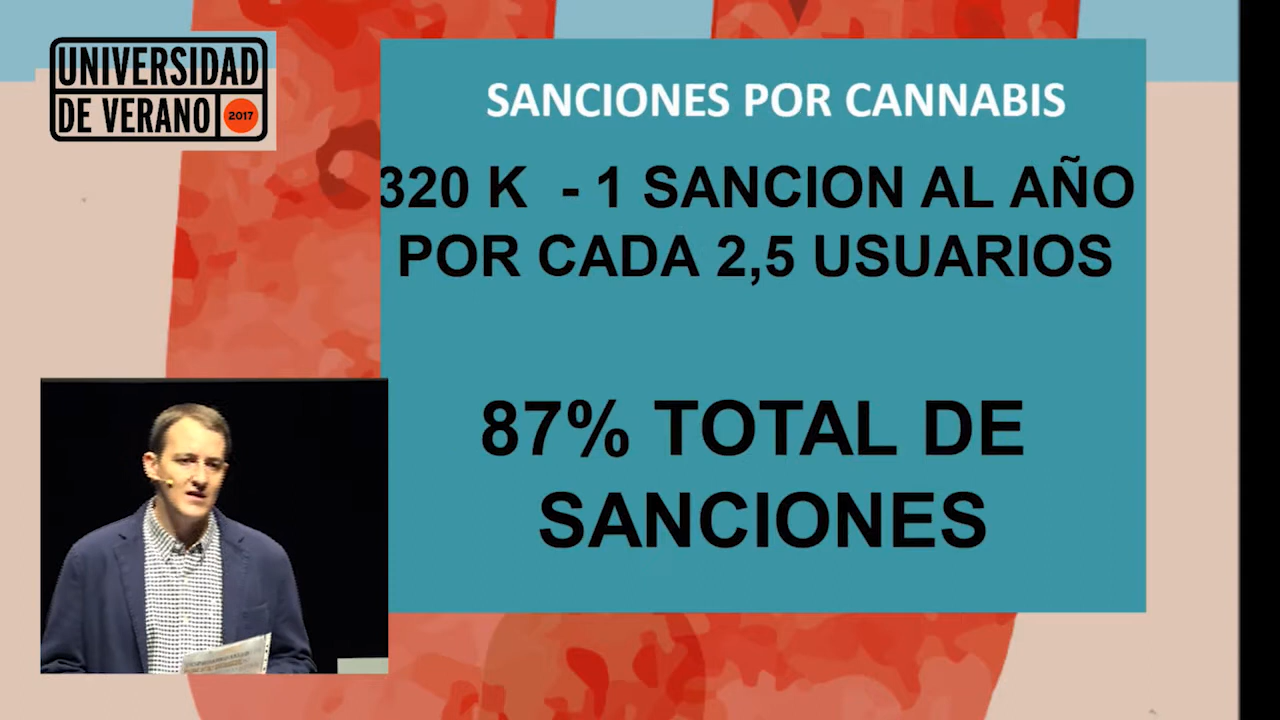 UNIVERSIDAD
DE VERANO 2017
SANCIONES POR CANNABIS
320 K - 1 SANCION AL AÑO
POR CADA 2,5 USUARIOS
87% TOTAL DE
SANCIONES